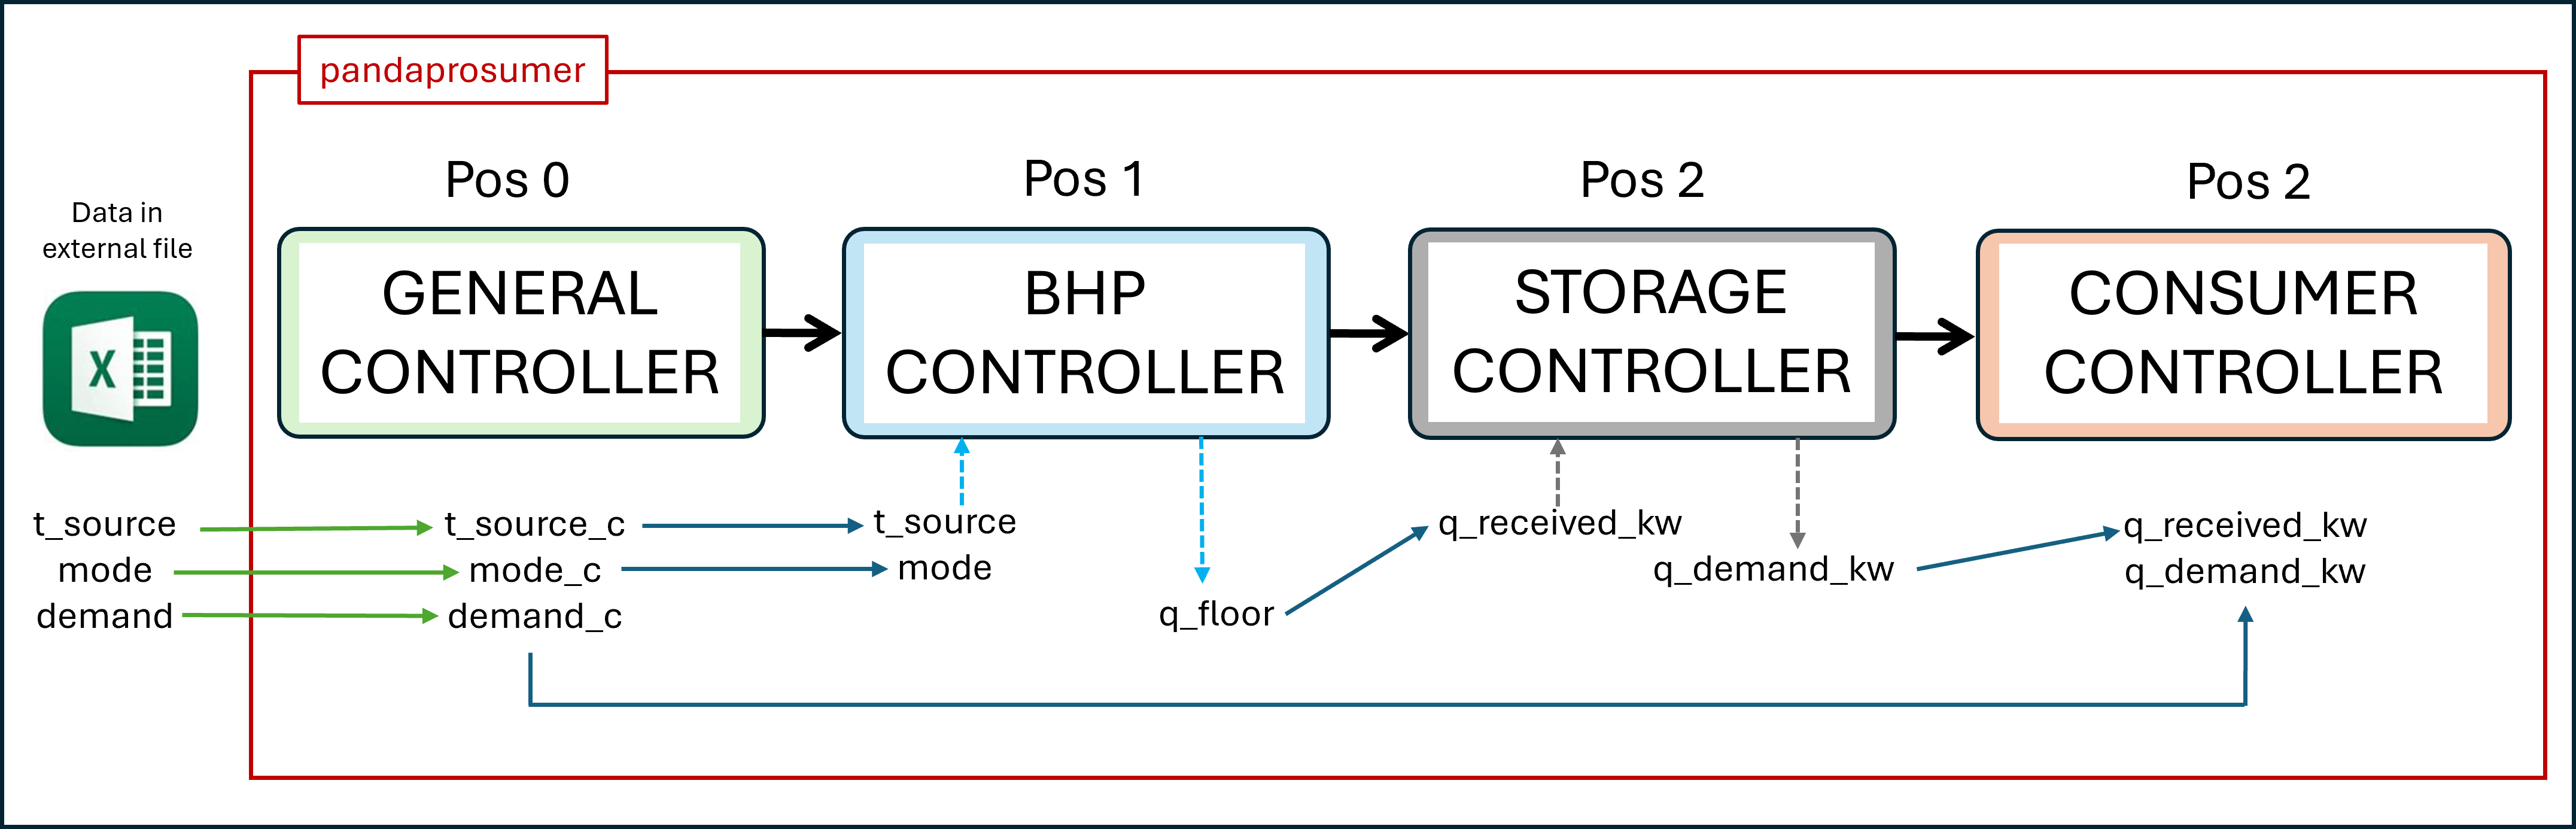 pandaprosumer
Pos 0
Pos 1
Pos 2
Pos 2
Data in
external file
X
GENERAL
CONTROLLER
BHP
CONTROLLER
STORAGE
CONTROLLER
CONSUMER
CONTROLLER
t_source
mode
demand
t_source_c
mode_c
demand_c
t_source
mode
q_floor
q_received_kw
q_demand_kw
q_received_kw
q_demand_kw